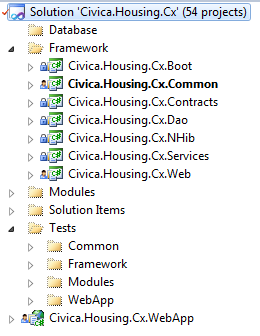 Solution 'Civica.Housing.Cx' (54 projects)
Database
Framework
Civica.Housing.Cx.Boot
Civica.Housing.Cx.Common
Civica.Housing.Cx.Contracts
Civica.Housing.Cx.Dao
Civica.Housing.Cx.NHib
Civica.Housing.Cx.Services
Civica.Housing.Cx.Web
Modules
Solution Items
Tests
Common
Framework
Modules
WebApp
Civica.Housing.Cx.WebApp